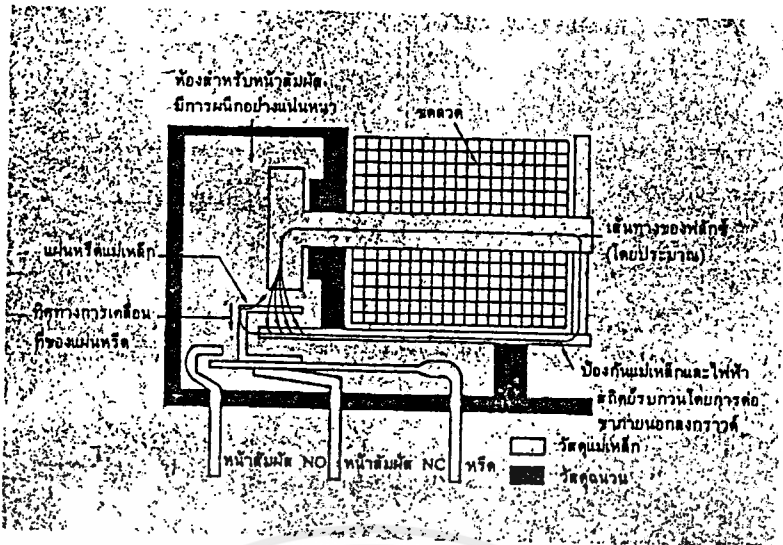 ห้องสำหรับหน้าสัมผัส
มีการผนึกอย่างแน่นหนา
ขดลวด
เส้นทางของฟลักซ์
(โดยประมาณ)
แผ่นหรีดแม่เหล็ก
ทิศทางการเคลื่อน
ที่ของแผ่นหรีด
ป้องกันแม่เหล็กและไฟฟ้า
สถิตย์รบกวนโดยการต่อ
ขาภายนอกลงกราวด์
หน้าสัมผัส NO
หน้าสัมผัส NC
หรีด
วัสดุแม่เหล็ก
วัสดุฉนวน